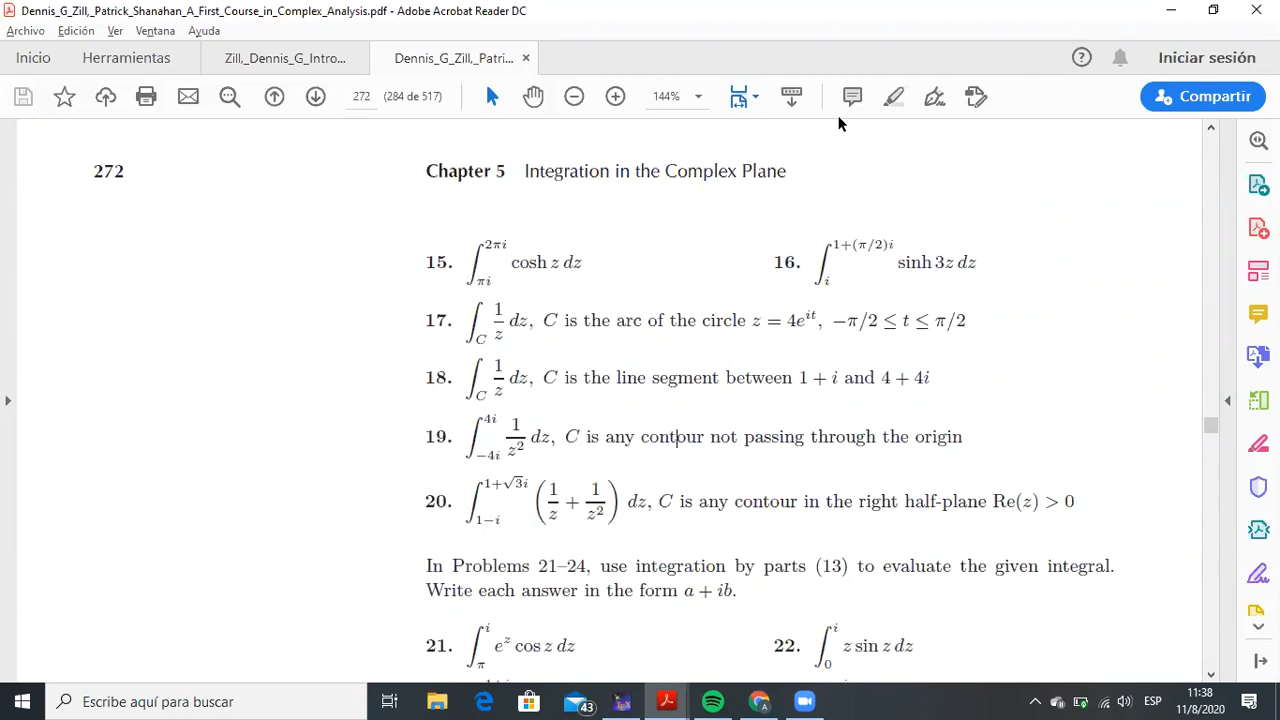 Dennis_G_Zill,_Patrick_Shanahan_A_First_Course_in_Complex_Analysis.pdf - Adobe Acrobat Reader DC
Archivo Edición Ver Ventana Ayuda
Inicio Herramientas Zill,_Dennis_G_Intro... Dennis_G_Zill,_Patri... × Iniciar sesión
272 (284 de 517) 144% Compartir
272 Chapter 5 Integration in the Complex Plane
15. ∫_{πi}^{2πi} cosh z dz 16. ∫_{i}^{1+(π/2)i} sinh 3z dz
17. ∫_C 1/z dz, C is the arc of the circle z = 4e^{it}, −π/2 ≤ t ≤ π/2
18. ∫_C 1/z dz, C is the line segment between 1 + i and 4 + 4i
19. ∫_{−4i}^{4i} 1/z² dz, C is any contour not passing through the origin
20. ∫_{1−i}^{1+√3i} (1/z + 1/z²) dz, C is any contour in the right half-plane Re(z) > 0
In Problems 21–24, use integration by parts (13) to evaluate the given integral.
Write each answer in the form a + ib.
21. ∫_{π}^{i} e^z cos z dz 22. ∫_{0}^{i} z sin z dz
Escribe aquí para buscar 43 ESP 11:38
11/8/2020